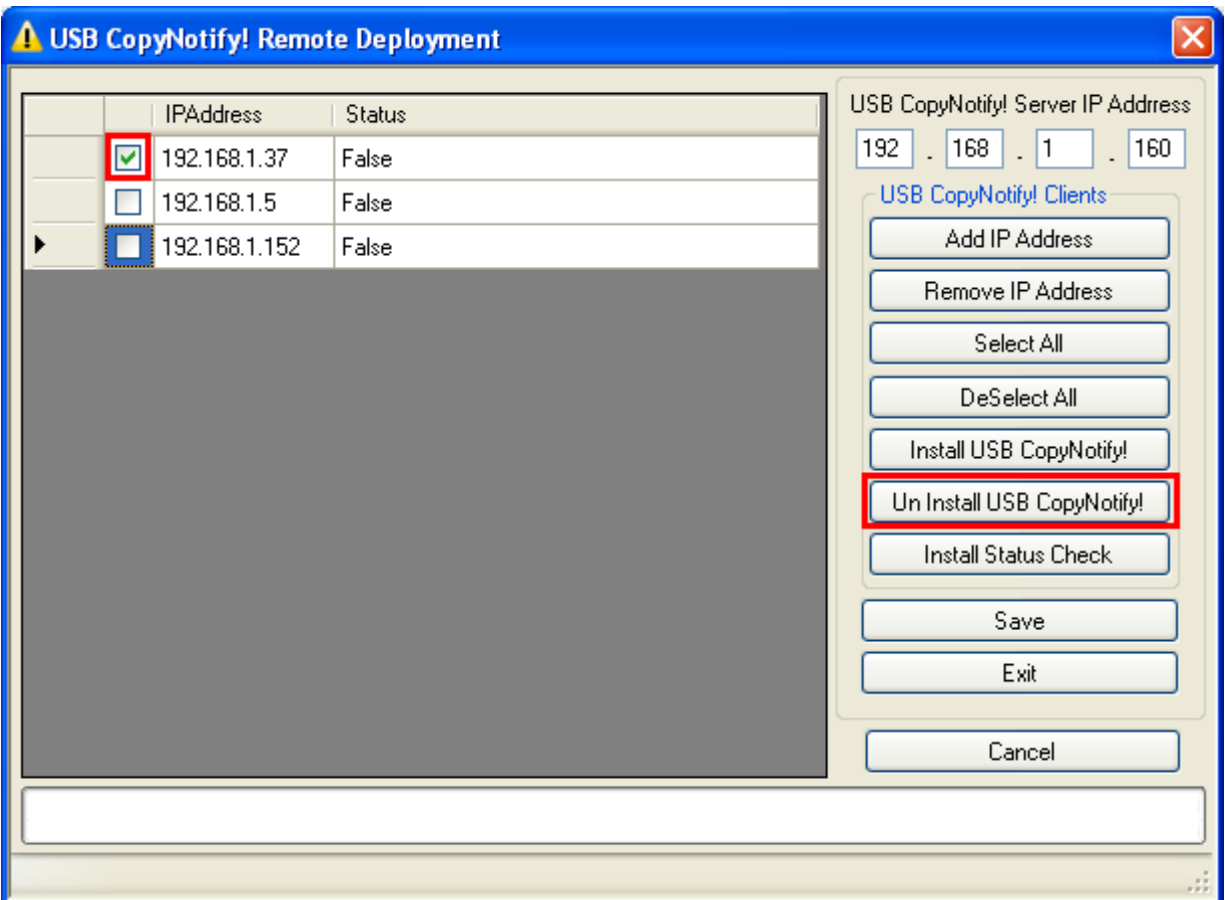 USB CopyNotify! Remote Deployment
IPAddress Status
192.168.1.37 False
192.168.1.5 False
192.168.1.152 False
USB CopyNotify! Server IP Addrress
192 . 168 . 1 . 160
USB CopyNotify! Clients
Add IP Address
Remove IP Address
Select All
DeSelect All
Install USB CopyNotify!
Un Install USB CopyNotify!
Install Status Check
Save
Exit
Cancel